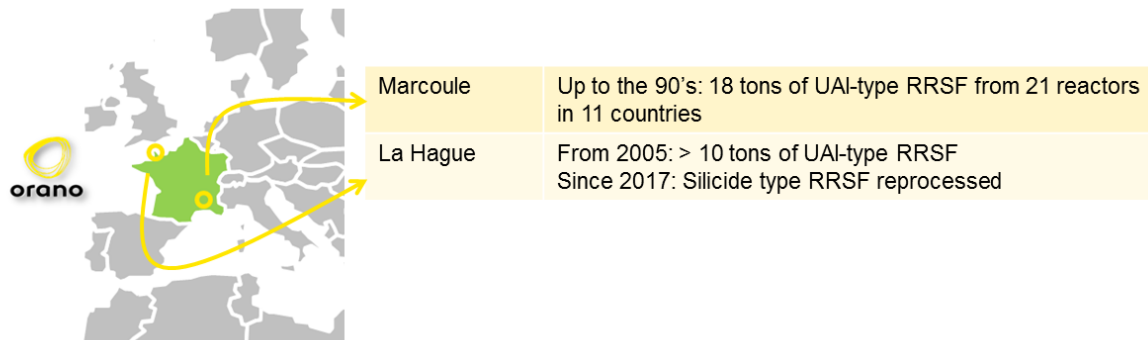 orano
Marcoule
Up to the 90's: 18 tons of UAl-type RRSF from 21 reactors
in 11 countries
La Hague
From 2005: > 10 tons of UAl-type RRSF
Since 2017: Silicide type RRSF reprocessed